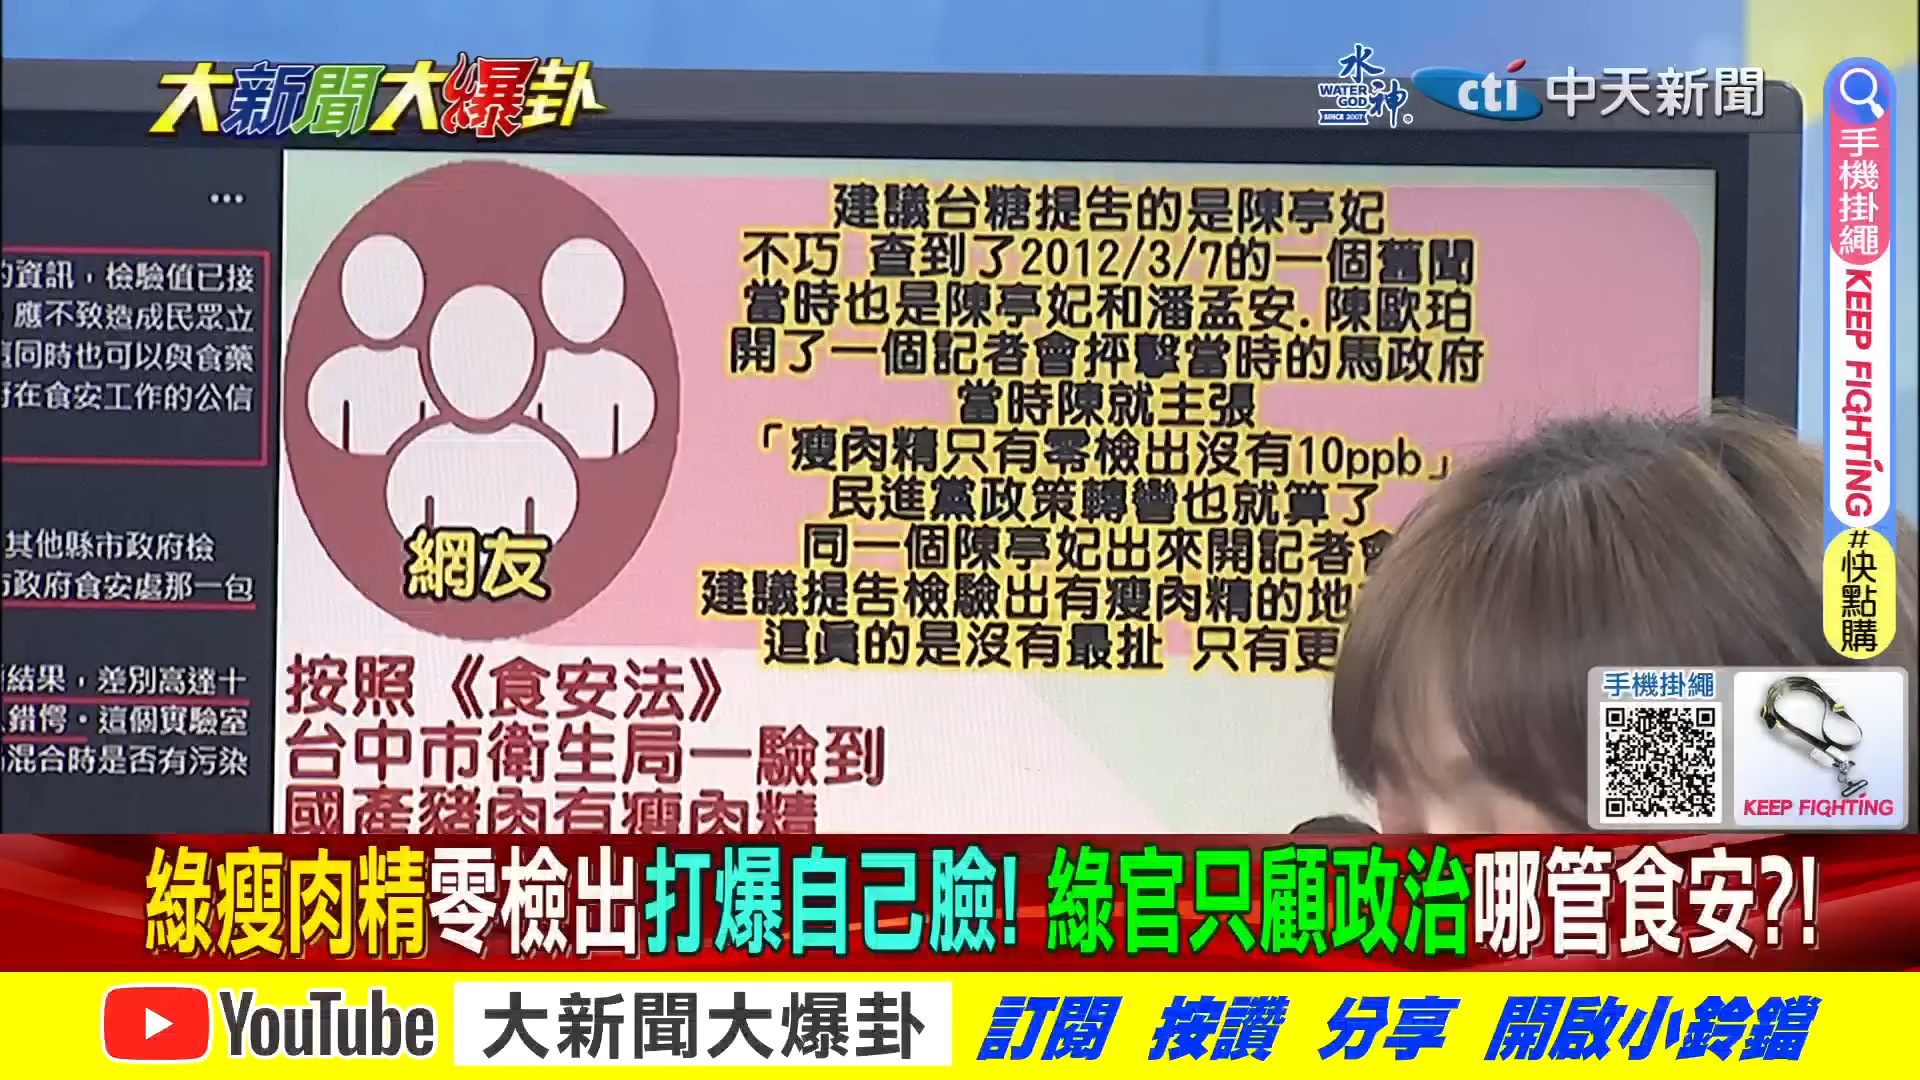 大新聞大爆卦
水神
WATER GOD
SINCE 2007
cti 中天新聞
手機掛繩
KEEP FIGHTING
#快點購
的資訊，檢驗值已接
應不致造成民眾立
同時也可以與食藥
府在食安工作的公信
其他縣市政府檢
市政府食安處那一包
結果，差別高達十
錯愕。這個實驗室
混合時是否有污染
建議台糖提告的是陳亭妃
不巧 查到了2012/3/7的一個舊聞
當時也是陳亭妃和潘孟安.陳歐珀
開了一個記者會抨擊當時的馬政府
當時陳就主張
「瘦肉精只有零檢出沒有10ppb」
民進黨政策轉彎也就算了
同一個陳亭妃出來開記者會
建議提告檢驗出有瘦肉精的地
這真的是沒有最扯 只有更
網友
按照《食安法》
台中市衛生局一驗到
國產豬肉有瘦肉精
手機掛繩
KEEP FIGHTING
綠瘦肉精零檢出打爆自己臉! 綠官只顧政治哪管食安?!
YouTube 大新聞大爆卦 訂閱 按讚 分享 開啟小鈴鐺